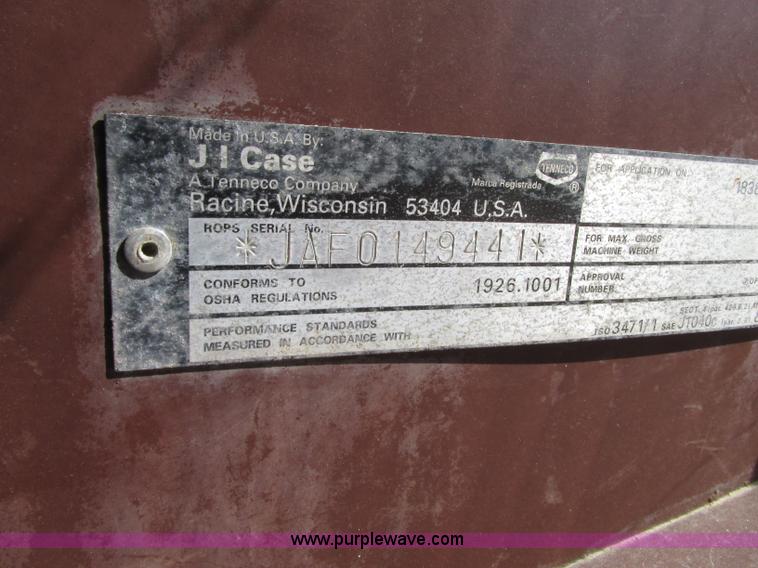 Made in U.S.A. By:
J I Case
A Tenneco Company
Racine, Wisconsin 53404 U.S.A.
TENNECO
Marca Registrada ®
FOR APPLICATION ON
ROPS SERIAL No.
*JAF0149441*
FOR MAX. GROSS
MACHINE WEIGHT
CONFORMS TO
OSHA REGULATIONS
1926.1001
APPROVAL
NUMBER
PERFORMANCE STANDARDS
MEASURED IN ACCORDANCE WITH
ISO 3471/1 SAE J1040c
www.purplewave.com